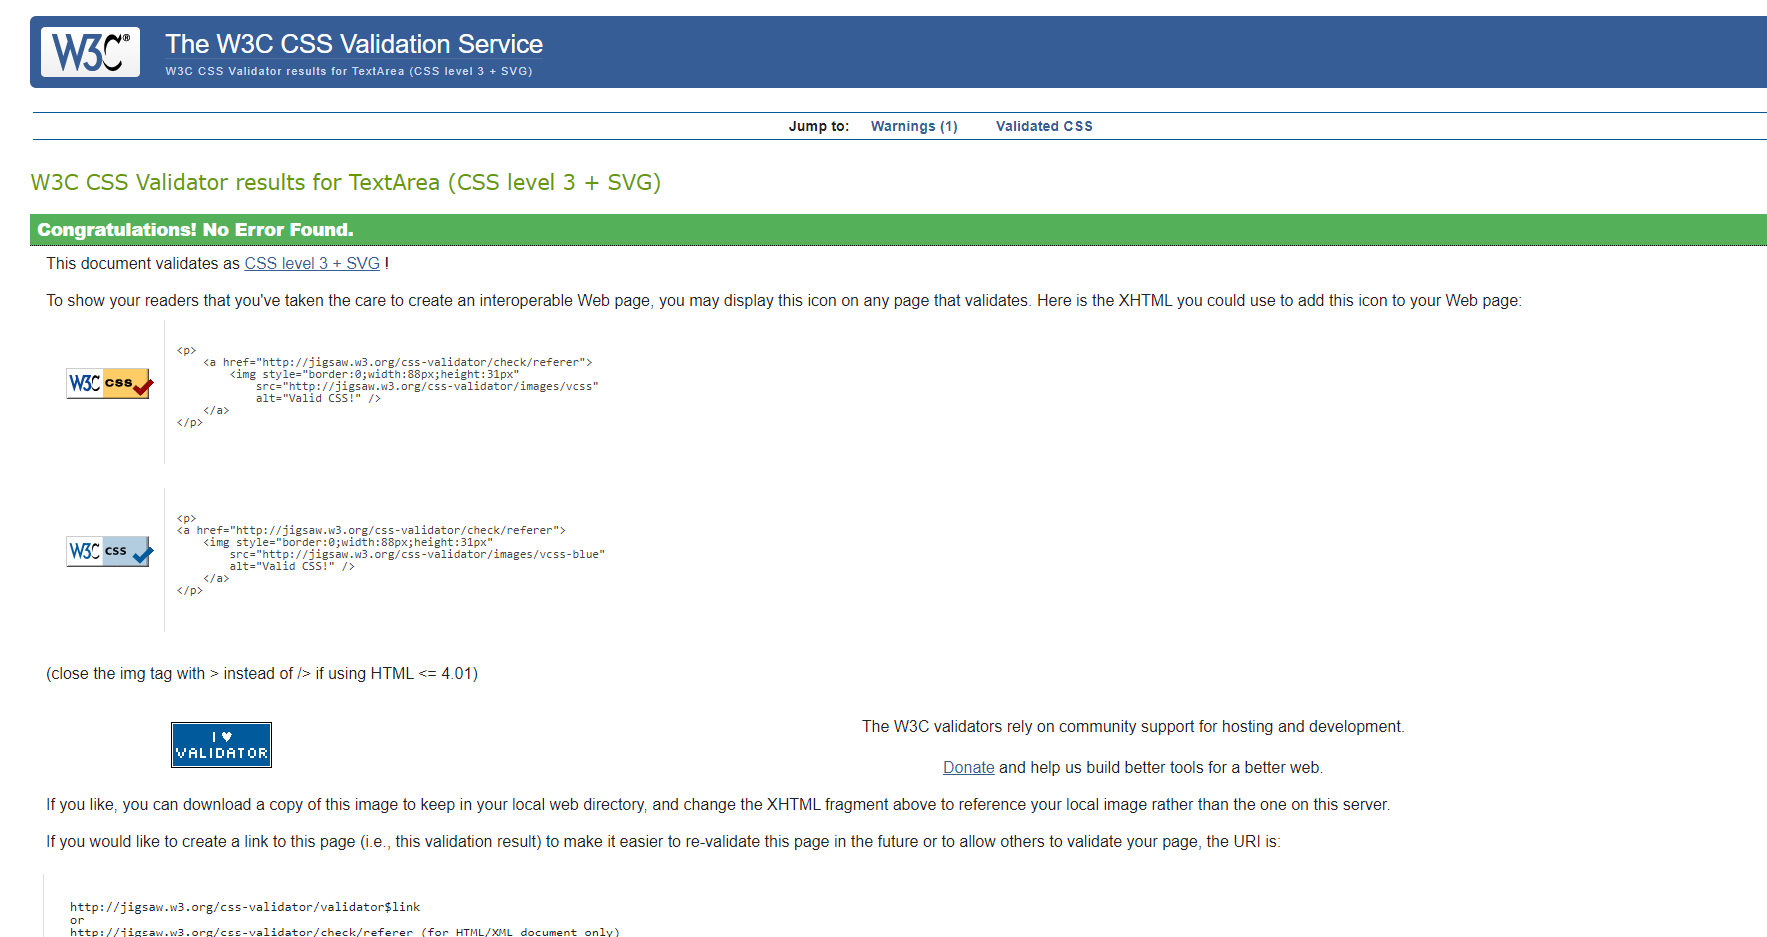 W3C®
The W3C CSS Validation Service
W3C CSS Validator results for TextArea (CSS level 3 + SVG)
Jump to: Warnings (1) Validated CSS
W3C CSS Validator results for TextArea (CSS level 3 + SVG)
Congratulations! No Error Found.
This document validates as CSS level 3 + SVG !
To show your readers that you've taken the care to create an interoperable Web page, you may display this icon on any page that validates. Here is the XHTML you could use to add this icon to your Web page:
W3C css
<p>
    <a href="http://jigsaw.w3.org/css-validator/check/referer">
        <img style="border:0;width:88px;height:31px"
            src="http://jigsaw.w3.org/css-validator/images/vcss"
            alt="Valid CSS!" />
    </a>
</p>
W3C css
<p>
<a href="http://jigsaw.w3.org/css-validator/check/referer">
    <img style="border:0;width:88px;height:31px"
        src="http://jigsaw.w3.org/css-validator/images/vcss-blue"
        alt="Valid CSS!" />
    </a>
</p>
(close the img tag with > instead of /> if using HTML <= 4.01)
I ♥
VALIDATOR
The W3C validators rely on community support for hosting and development.
Donate and help us build better tools for a better web.
If you like, you can download a copy of this image to keep in your local web directory, and change the XHTML fragment above to reference your local image rather than the one on this server.
If you would like to create a link to this page (i.e., this validation result) to make it easier to re-validate this page in the future or to allow others to validate your page, the URI is:
http://jigsaw.w3.org/css-validator/validator$link
or
http://jigsaw.w3.org/css-validator/check/referer (for HTML/XML document only)